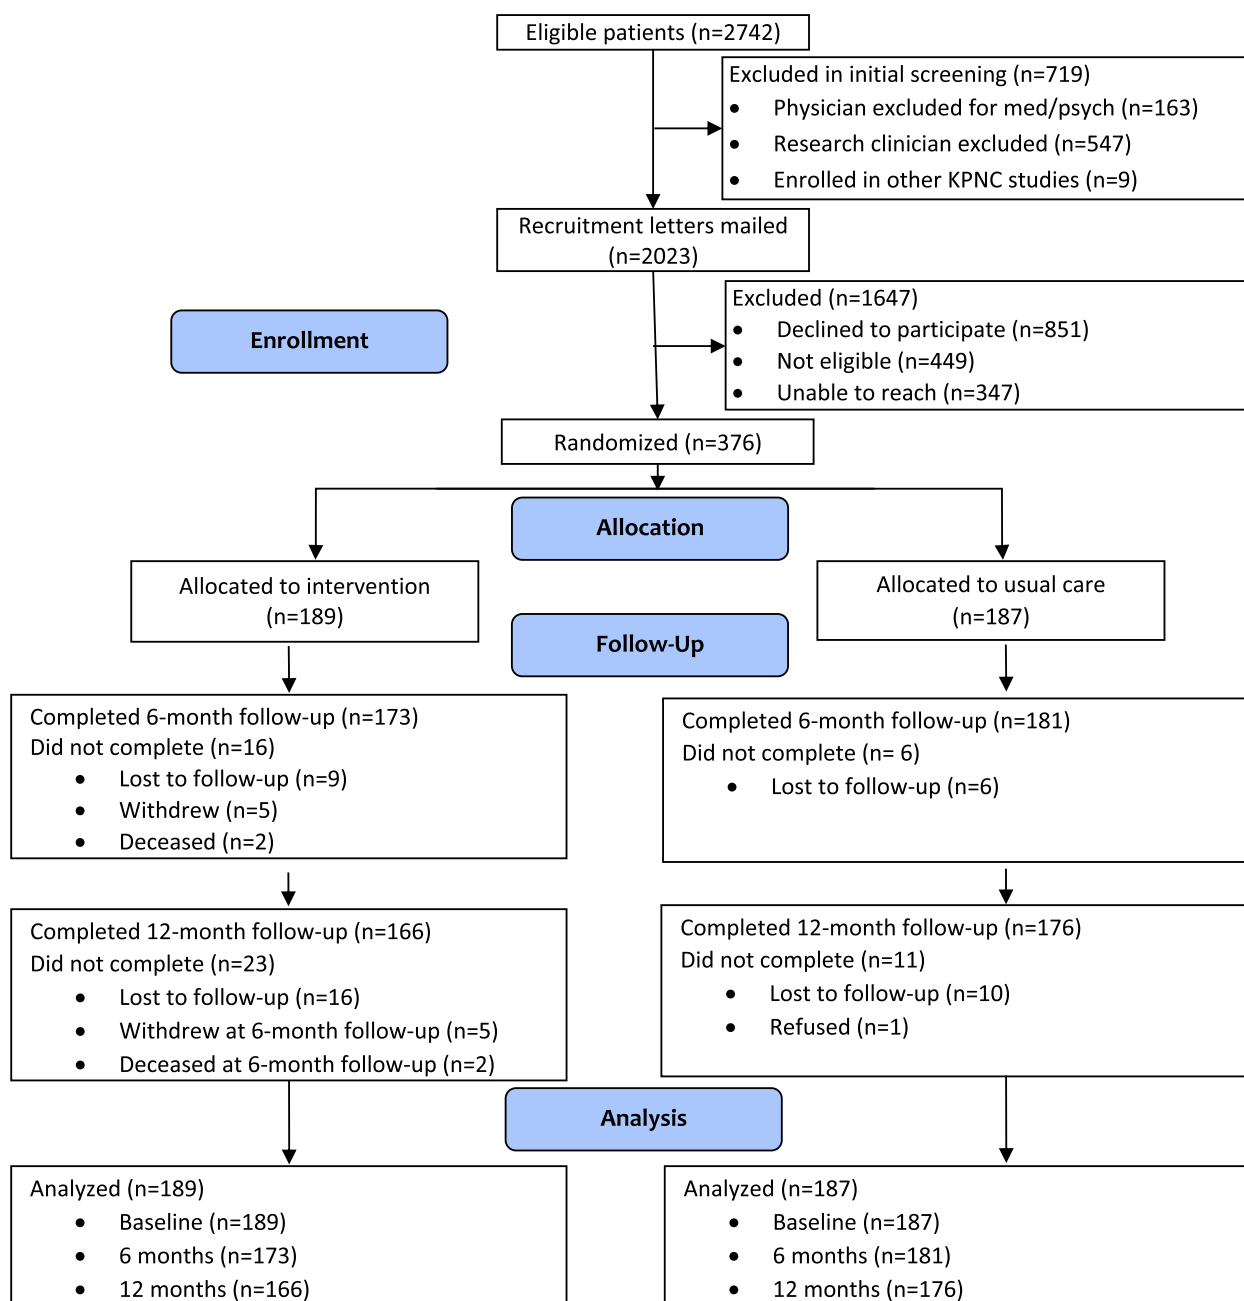 Eligible patients (n=2742)
Excluded in initial screening (n=719)
• Physician excluded for med/psych (n=163)
• Research clinician excluded (n=547)
• Enrolled in other KPNC studies (n=9)
Recruitment letters mailed
(n=2023)
Excluded (n=1647)
• Declined to participate (n=851)
• Not eligible (n=449)
• Unable to reach (n=347)
Enrollment
Randomized (n=376)
Allocation
Allocated to intervention
(n=189)
Allocated to usual care
(n=187)
Follow-Up
Completed 6-month follow-up (n=173)
Did not complete (n=16)
• Lost to follow-up (n=9)
• Withdrew (n=5)
• Deceased (n=2)
Completed 6-month follow-up (n=181)
Did not complete (n= 6)
• Lost to follow-up (n=6)
Completed 12-month follow-up (n=166)
Did not complete (n=23)
• Lost to follow-up (n=16)
• Withdrew at 6-month follow-up (n=5)
• Deceased at 6-month follow-up (n=2)
Completed 12-month follow-up (n=176)
Did not complete (n=11)
• Lost to follow-up (n=10)
• Refused (n=1)
Analysis
Analyzed (n=189)
• Baseline (n=189)
• 6 months (n=173)
• 12 months (n=166)
Analyzed (n=187)
• Baseline (n=187)
• 6 months (n=181)
• 12 months (n=176)